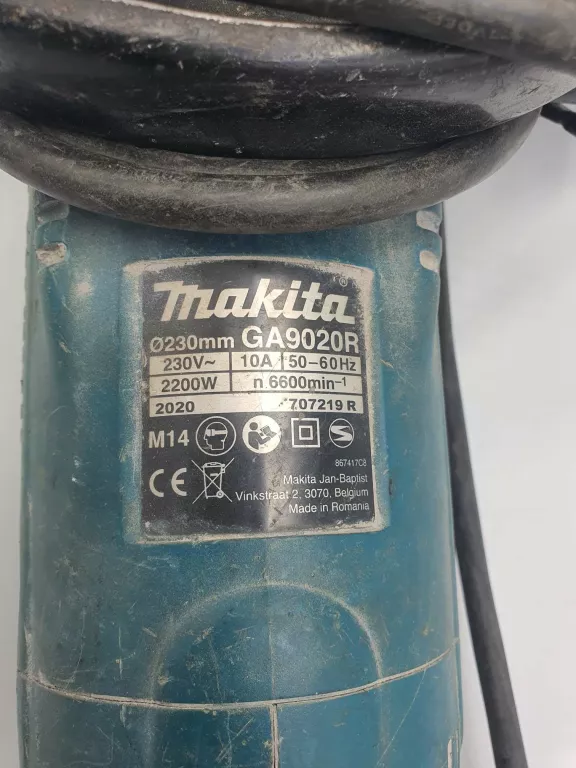 makita®
Ø230mm GA9020R
230V~ 10A 50-60Hz
2200W n 6600min-1
2020 707219 R
M14
867417C8
CE Makita Jan-Baptist
Vinkstraat 2, 3070, Belgium
Made in Romania